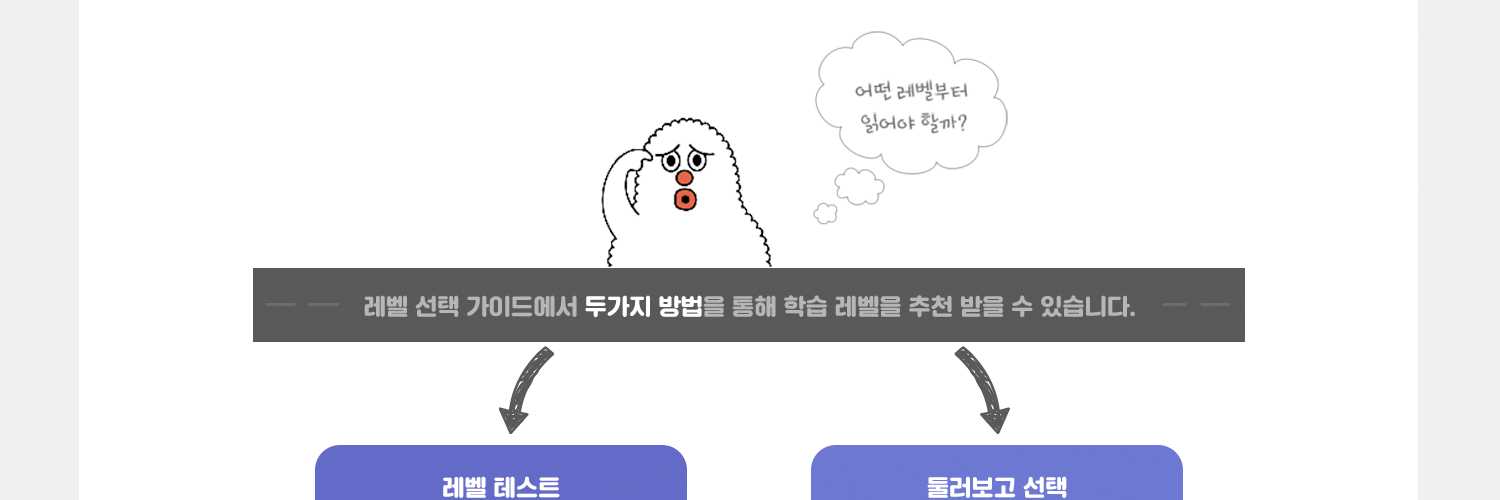 어떤 레벨부터
읽어야 할까?
레벨 선택 가이드에서 두가지 방법을 통해 학습 레벨을 추천 받을 수 있습니다.
레벨 테스트
둘러보고 선택